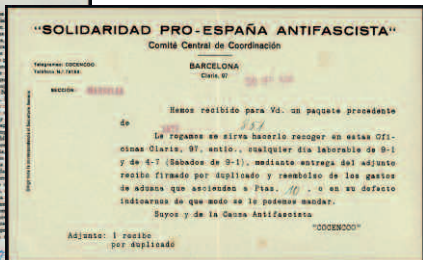 "SOLIDARIDAD PRO-ESPAÑA ANTIFASCISTA"
Comité Central de Coordinación
Telegramas: COCENCOO
BARCELONA
Claris, 97
SECCIÓN
Hemos recibido para Vd. un paquete procedente
de
Le rogamos se sirva hacerlo recoger en estas Ofi-
cinas Claris, 97, entlo., cualquier día laborable de 9-1
y de 4-7 (Sábados de 9-1), mediante entrega del adjunto
recibo firmado por duplicado y reembolso de los gastos
de aduana que ascienden a Ptas. 10.- o en su defecto
indicarnos de que modo se lo podemos mandar.
Suyos y de la Causa Antifascista
"COCENCOO"
Adjunto: 1 recibo
por duplicado